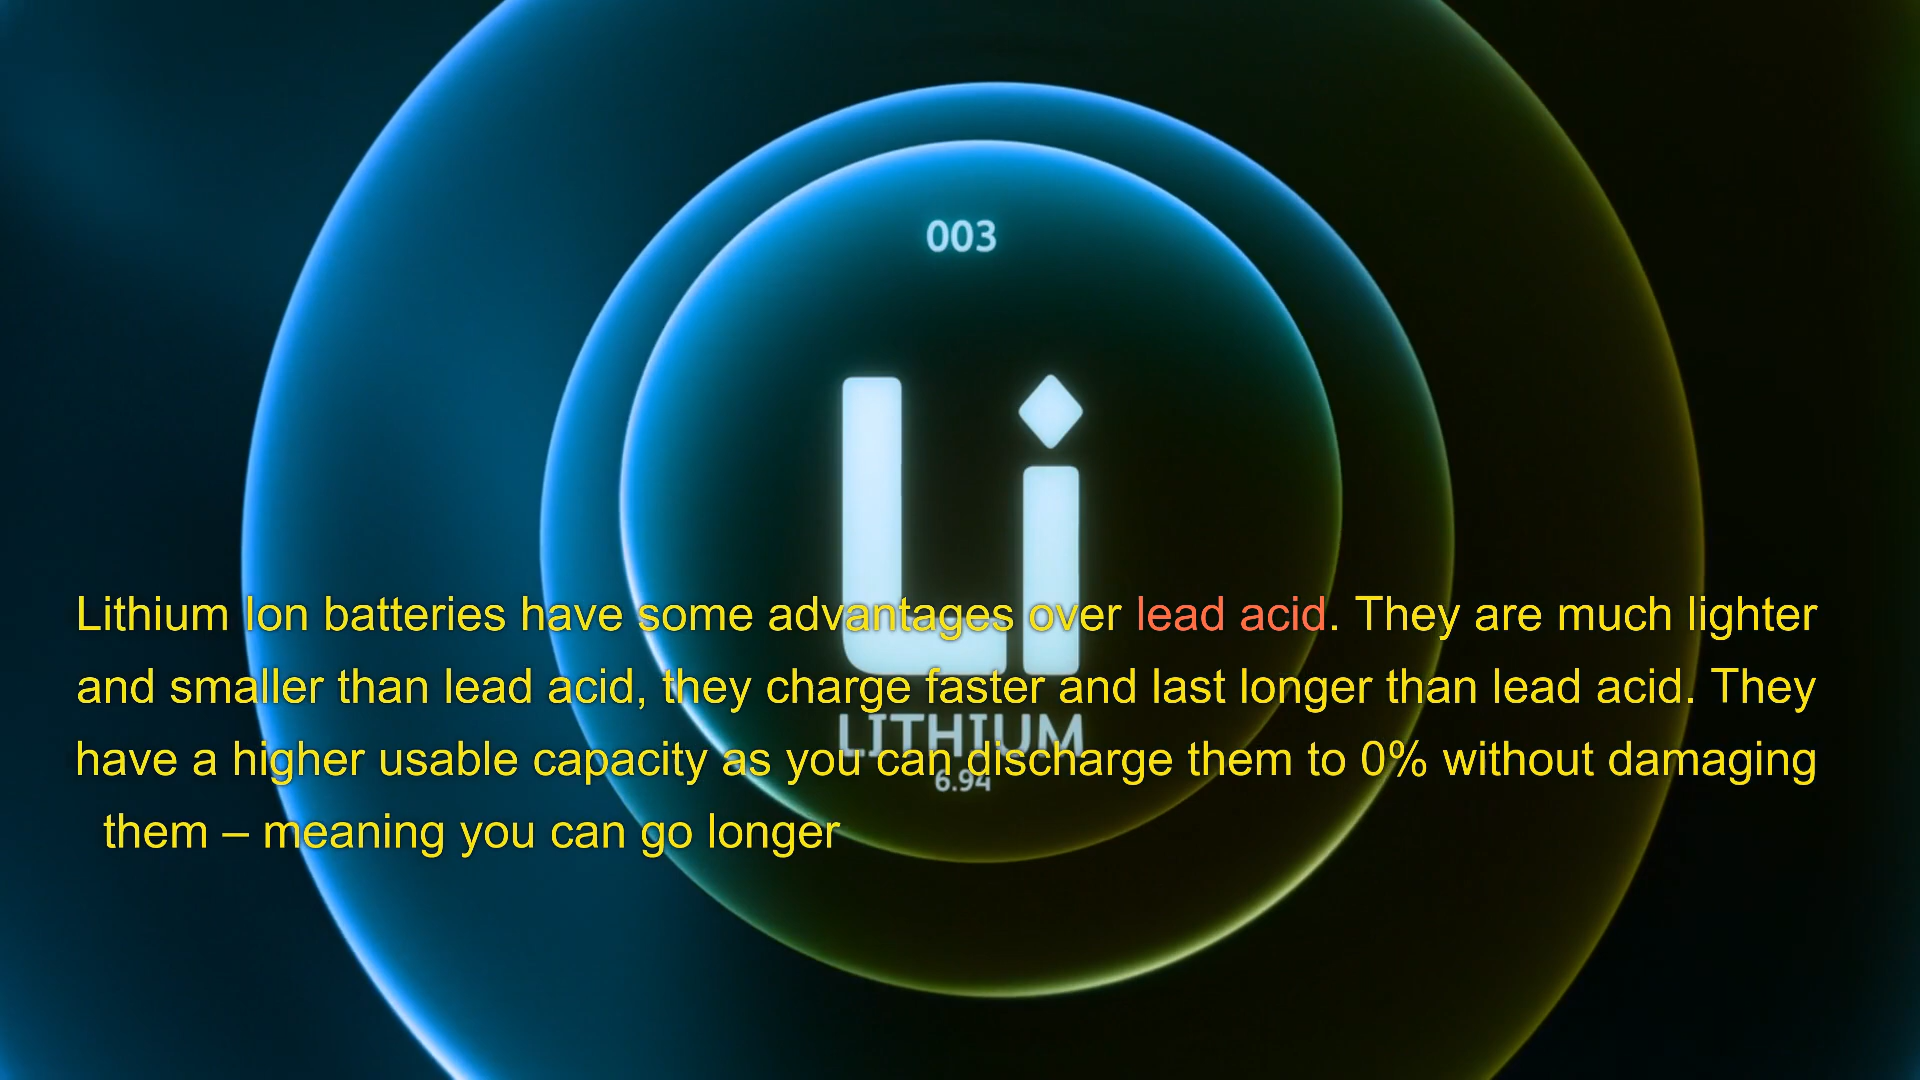 003
Li
Lithium Ion batteries have some advantages over lead acid. They are much lighter
and smaller than lead acid, they charge faster and last longer than lead acid. They
LITHIUM
have a higher usable capacity as you can discharge them to 0% without damaging
6.94
them – meaning you can go longer